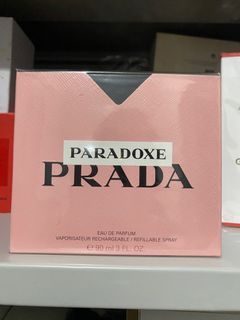 PARADOXE
PRADA
EAU DE PARFUM
VAPORISATEUR RECHARGEABLE / REFILLABLE SPRAY
℮ 90 ml 3 FL. OZ.